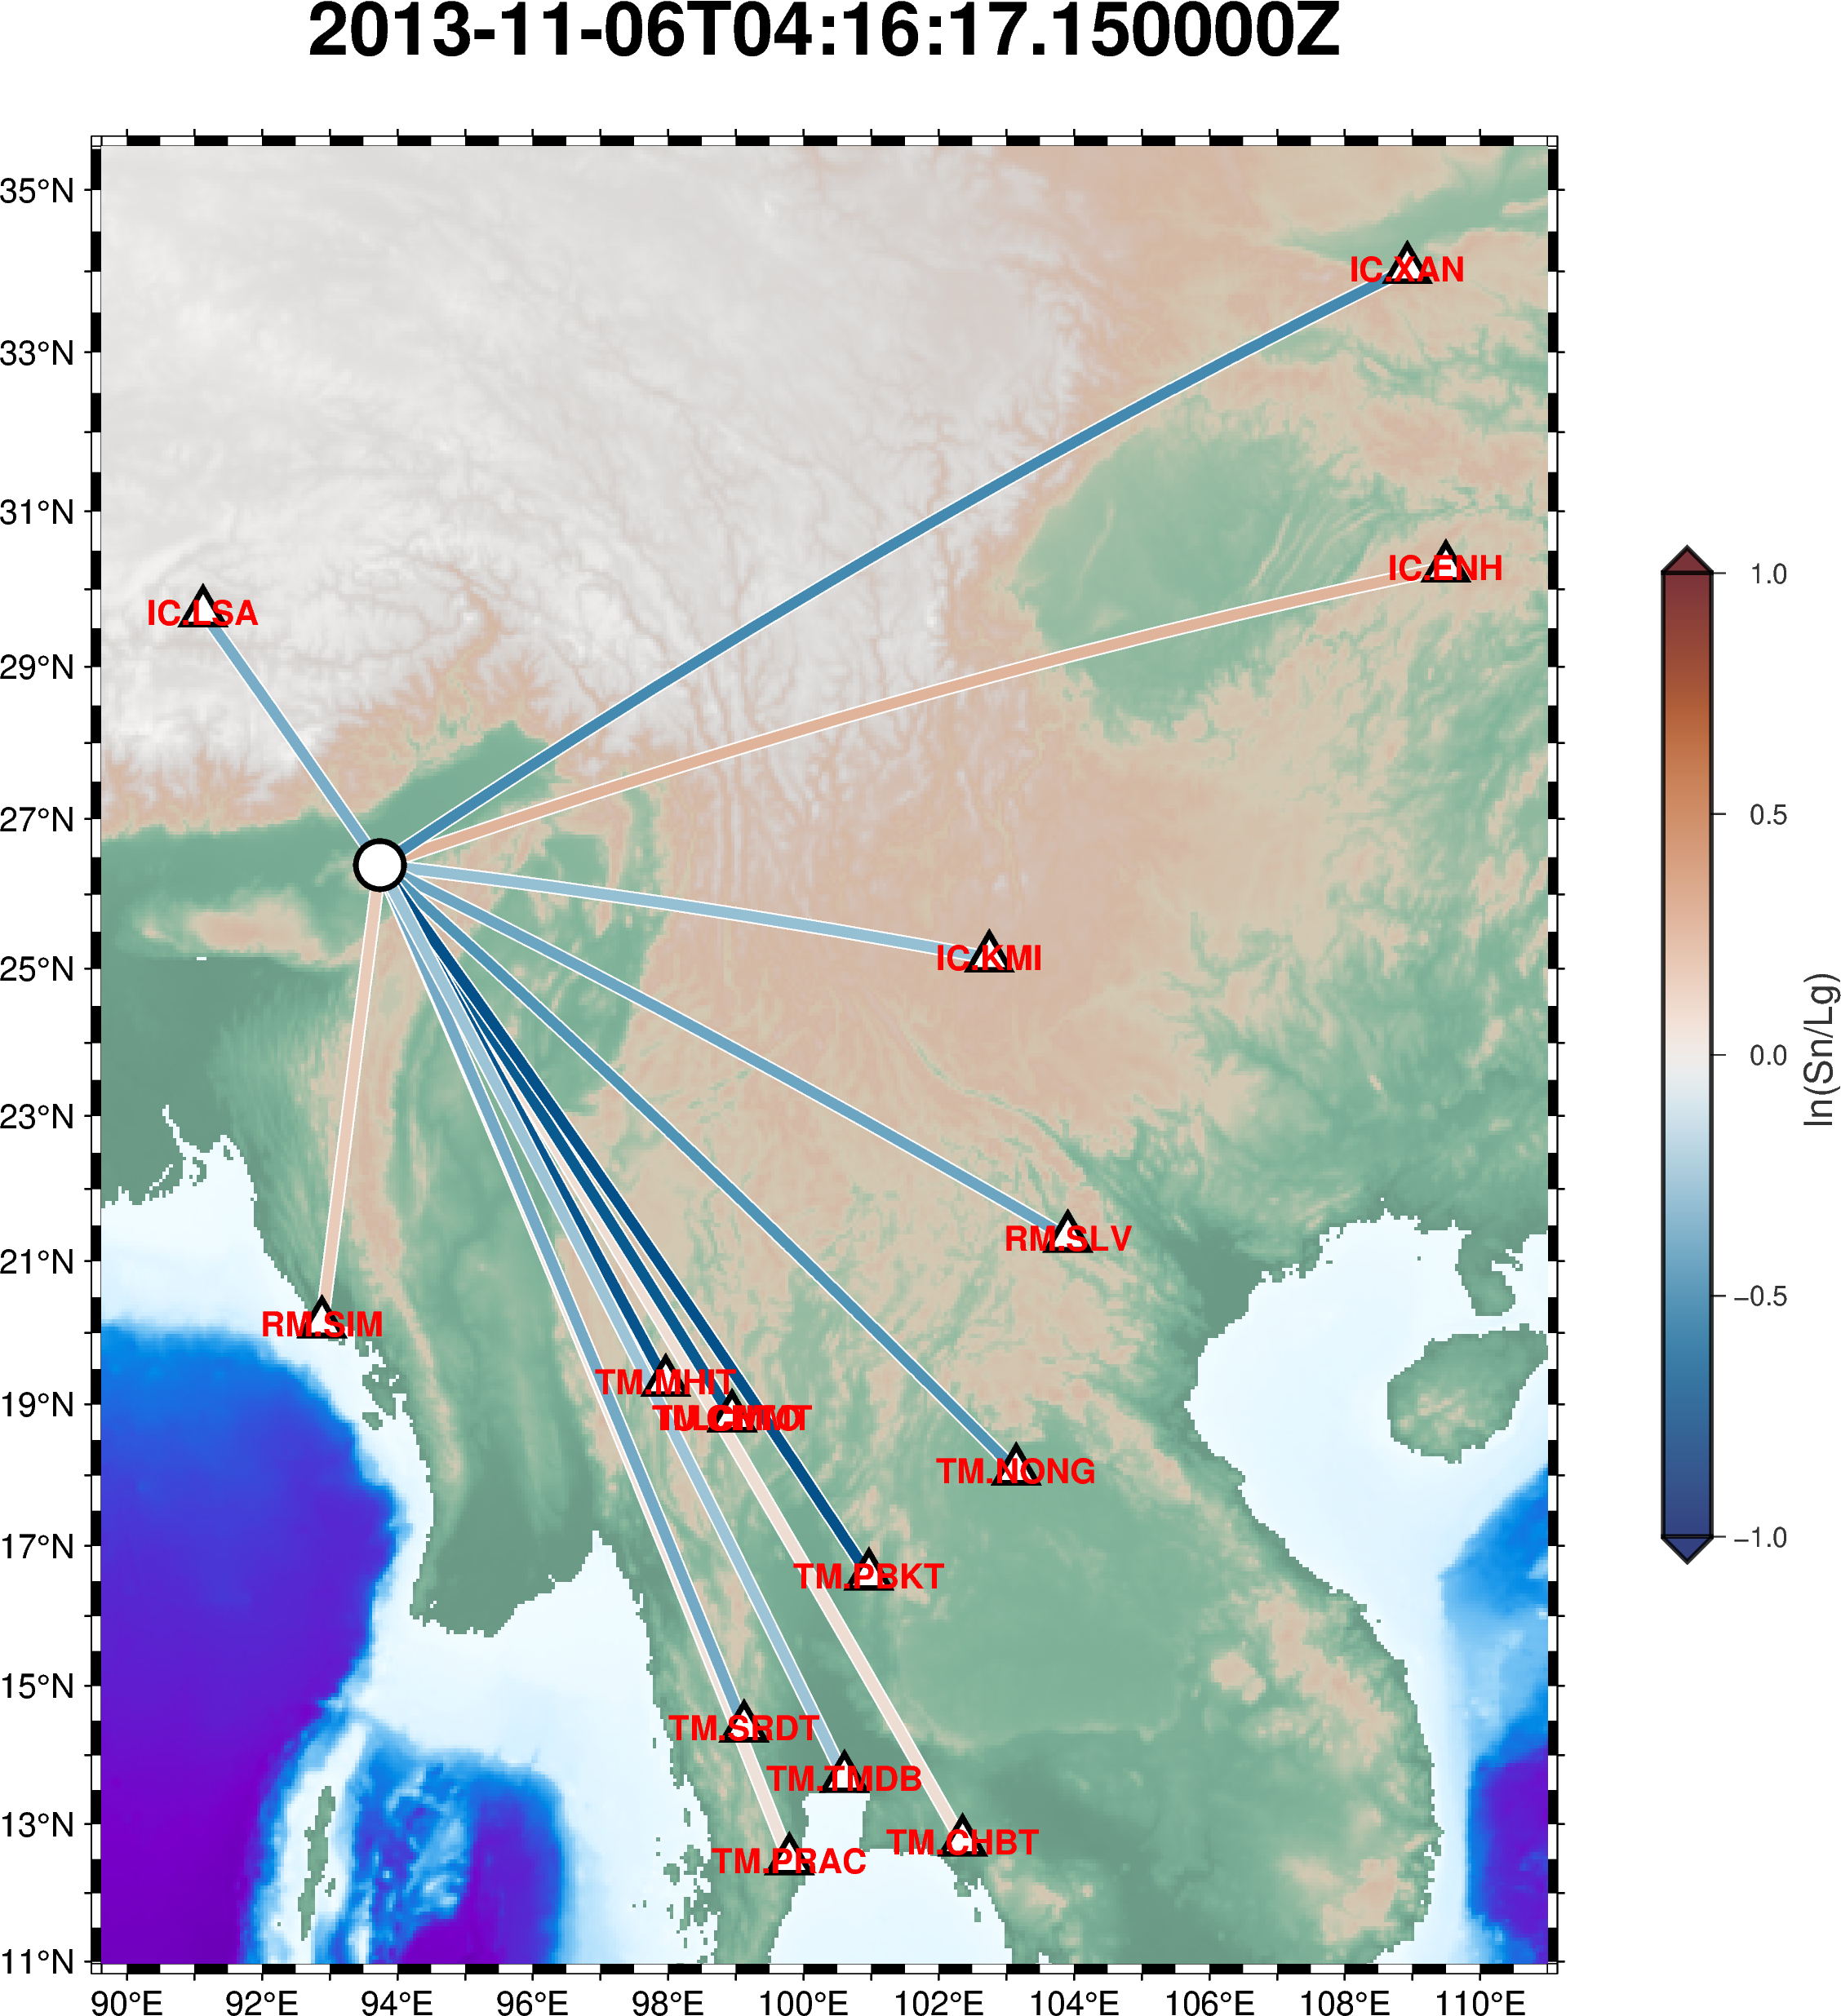 2013-11-06T04:16:17.150000Z
35°N
33°N
31°N
29°N
27°N
25°N
23°N
21°N
19°N
17°N
15°N
13°N
11°N
IC.XAN
IC.ENH
IC.LSA
IC.KMI
RM.SLV
RM.SIM
TM.MHIT
TM.NONG
TM.PBKT
TM.SRDT
TM.TMDB
TM.CHBT
TM.PRAC
90°E 92°E 94°E 96°E 98°E 100°E 102°E 104°E 106°E 108°E 110°E
1.0
0.5
0.0
−0.5
−1.0
ln(Sn/Lg)